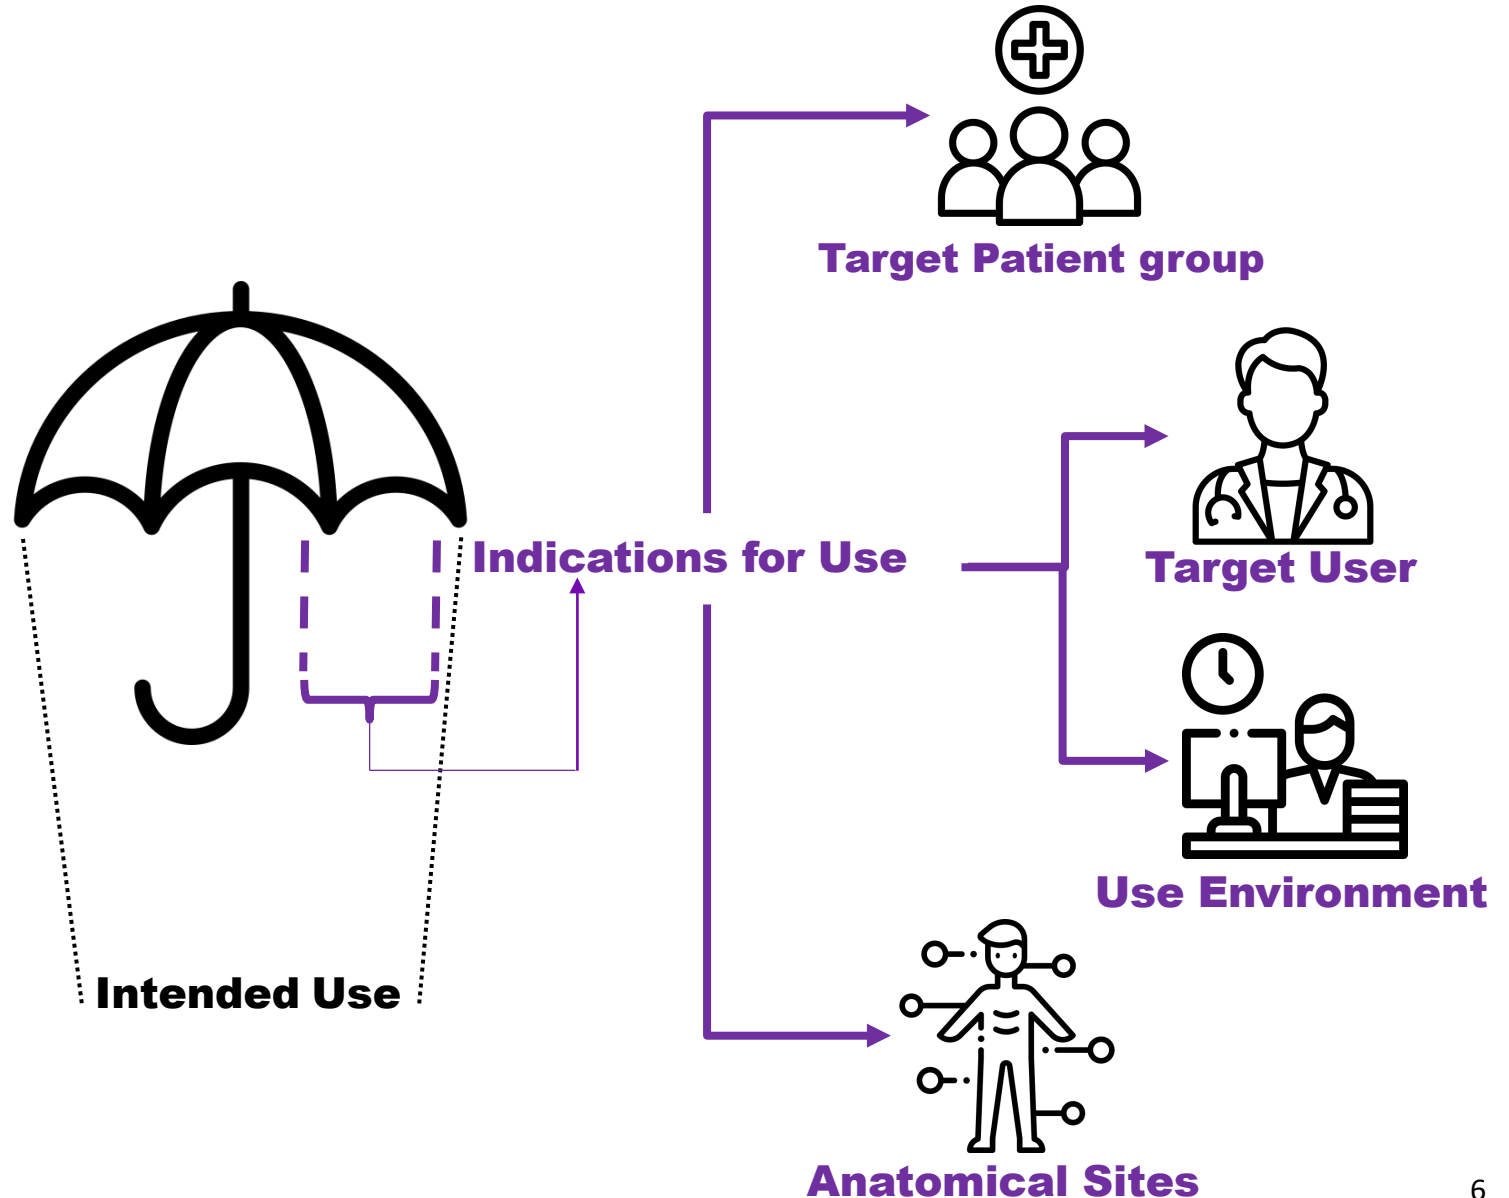 Target Patient group
Indications for Use
Target User
Use Environment
Intended Use
Anatomical Sites
6